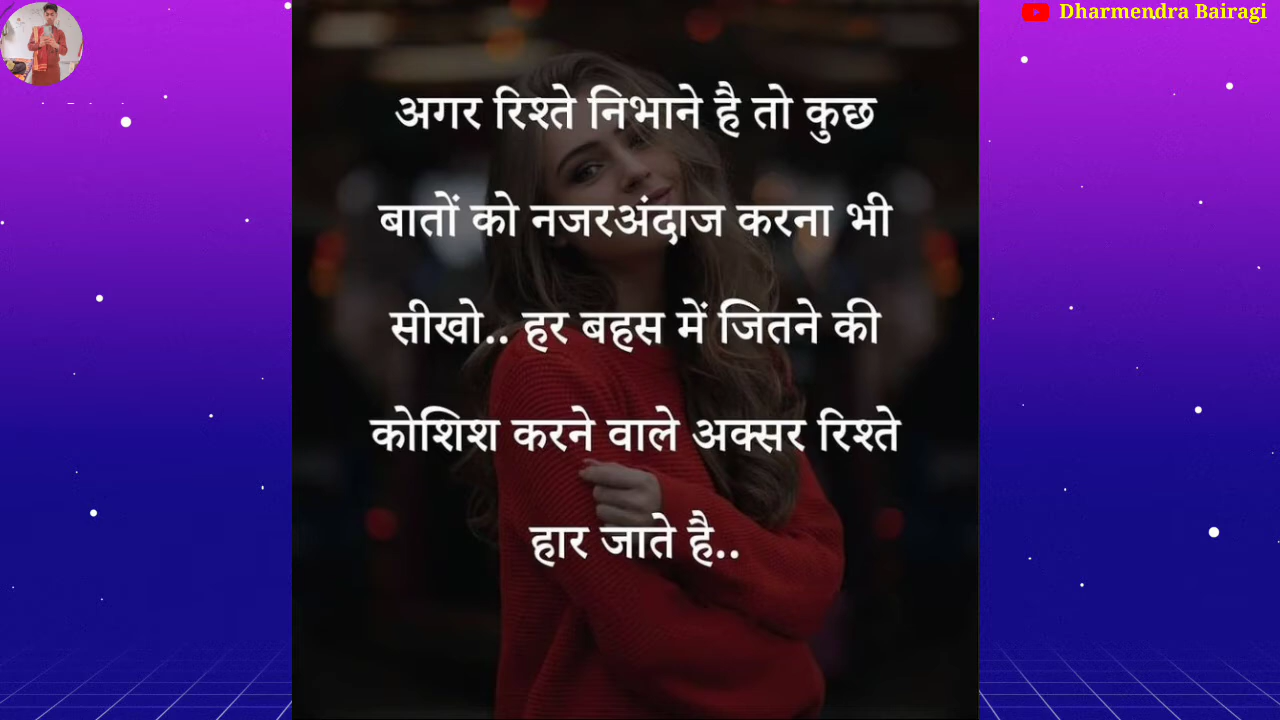 Dharmendra Bairagi
अगर रिश्ते निभाने है तो कुछ
बातों को नजरअंदाज करना भी
सीखो.. हर बहस में जितने की
कोशिश करने वाले अक्सर रिश्ते
हार जाते है..